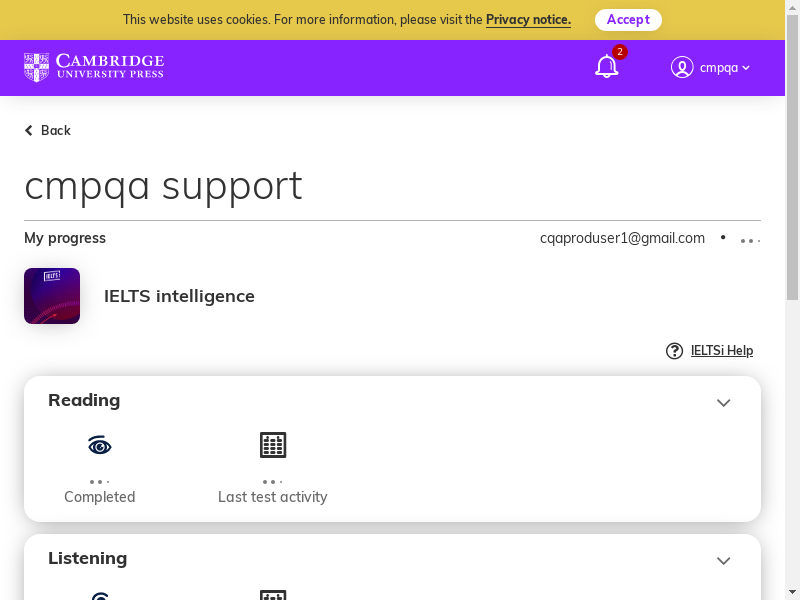 This website uses cookies. For more information, please visit the Privacy notice. Accept
CAMBRIDGE
UNIVERSITY PRESS
2
cmpqa
Back
cmpqa support
My progress
cqaproduser1@gmail.com •
IELTS
IELTS intelligence
IELTSi Help
Reading
Completed
Last test activity
Listening